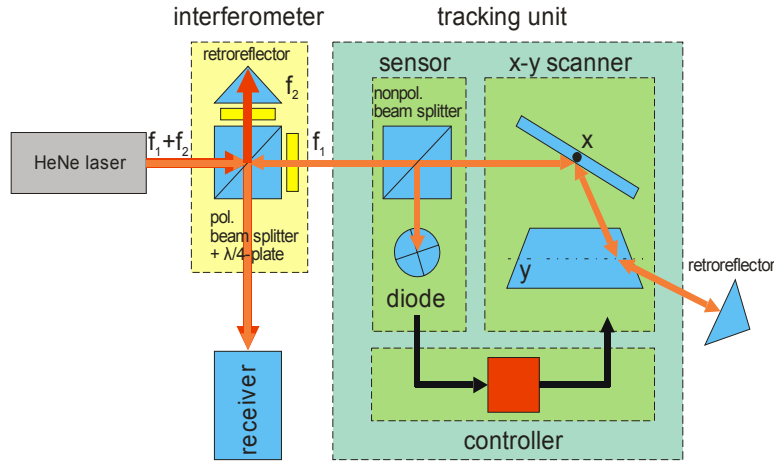 interferometer
tracking unit
retroreflector
f2
sensor
x-y scanner
nonpol.
beam splitter
HeNe laser
f1+f2
f1
x
pol.
beam splitter
+ λ/4-plate
y
diode
retroreflector
receiver
controller